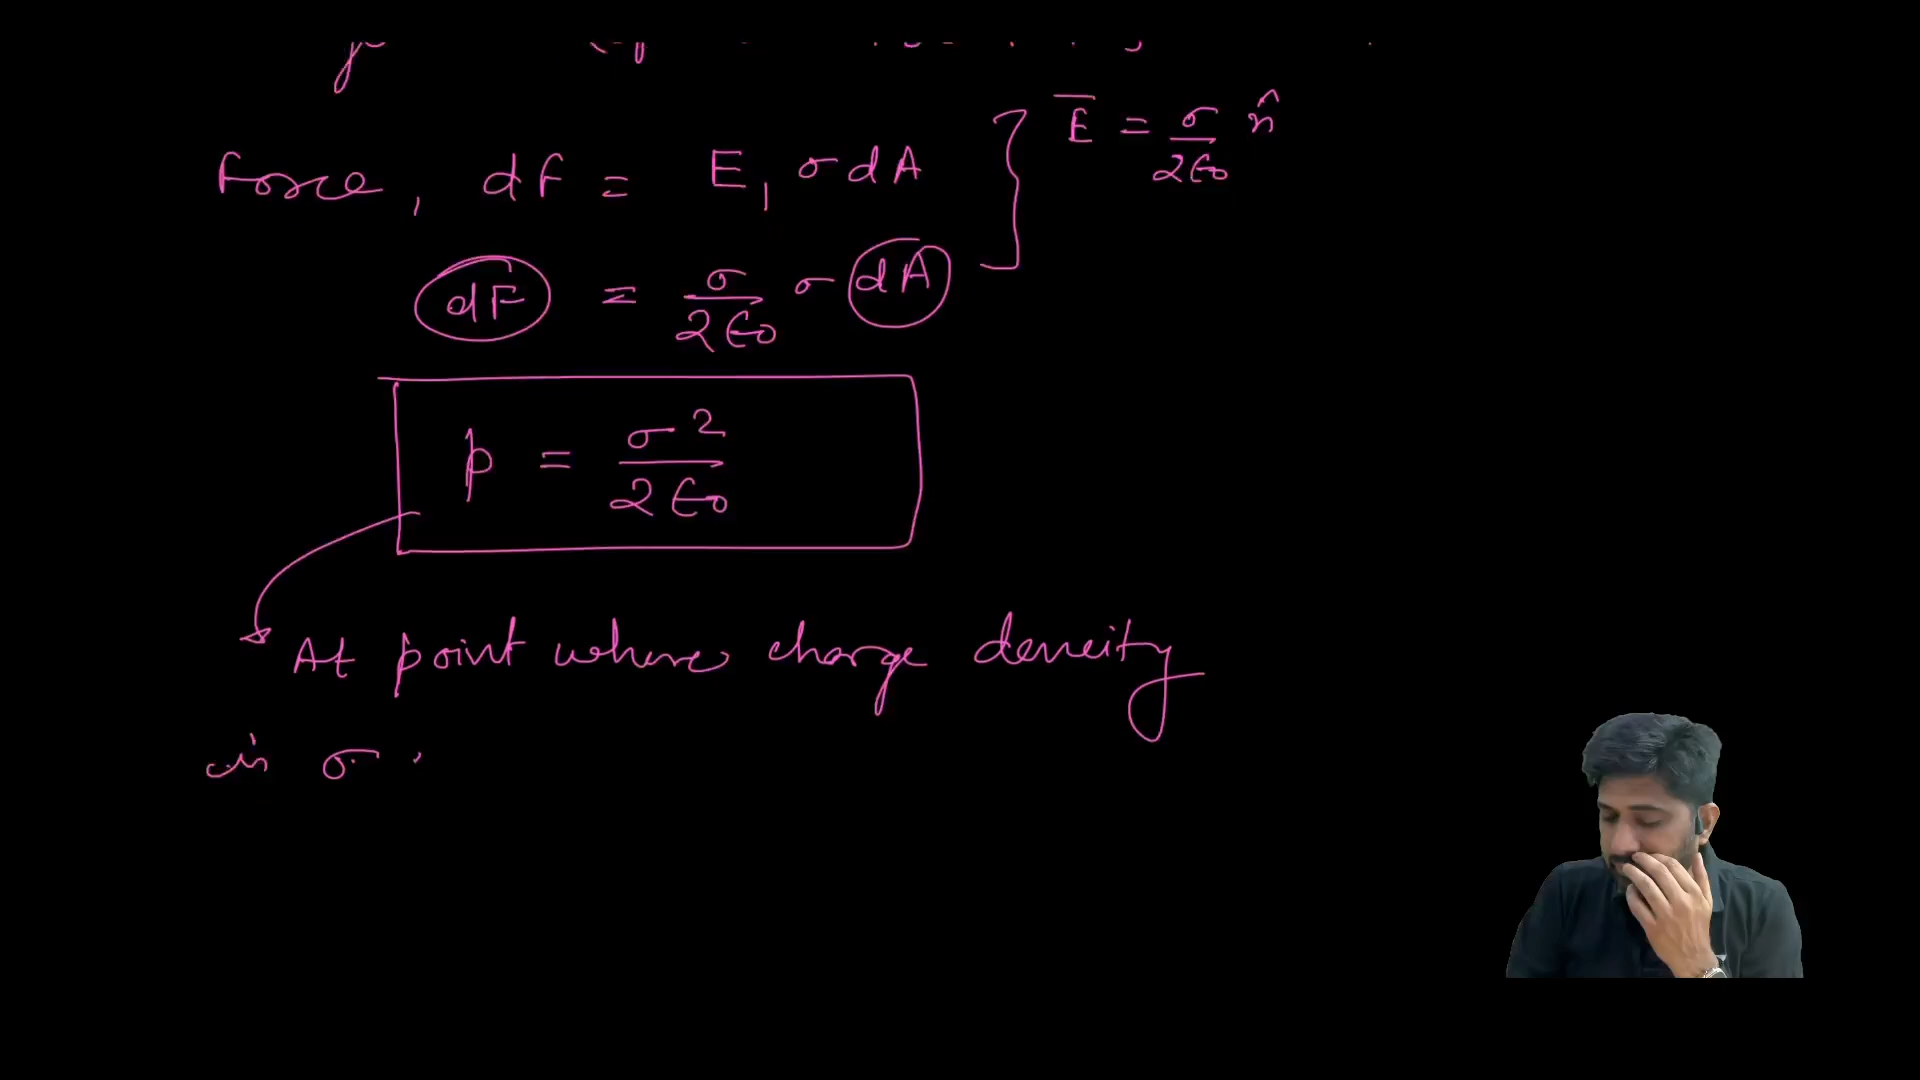 Force, dF = E₁ σ dA
E̅ = σ/2ϵ₀ n̂
dF = σ/2ϵ₀ σ dA
p = σ²/2ϵ₀
At point where charge density
is σ.